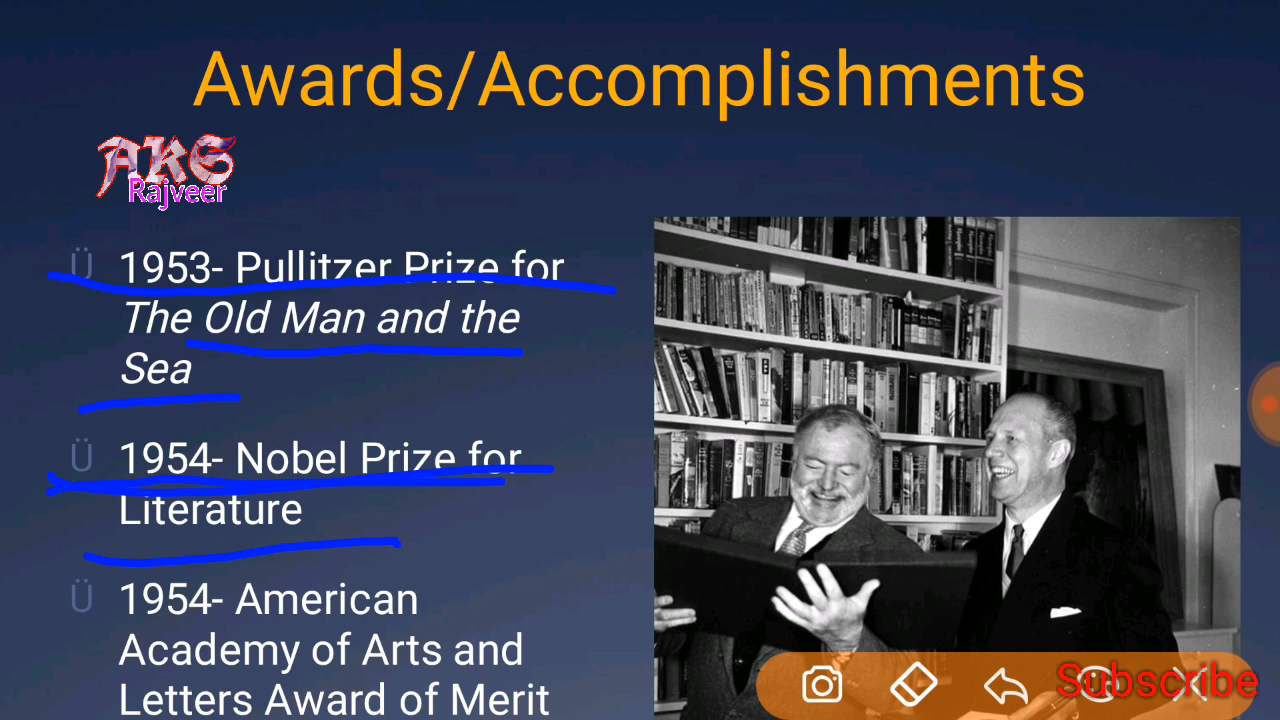 Awards/Accomplishments
AKS
Rajveer
Ü 1953- Pullitzer Prize for
The Old Man and the
Sea
Ü 1954- Nobel Prize for
Literature
Ü 1954- American
Academy of Arts and
Letters Award of Merit
Subscribe